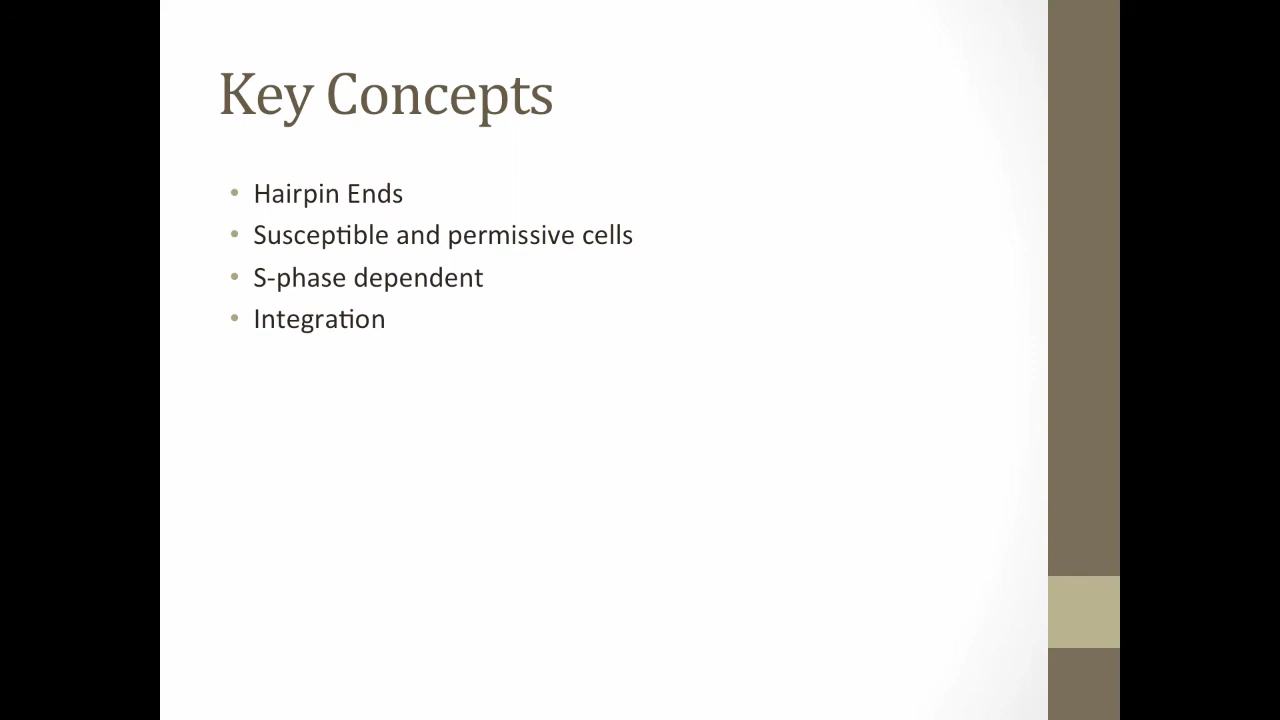 Key Concepts
• Hairpin Ends
• Susceptible and permissive cells
• S-phase dependent
• Integration